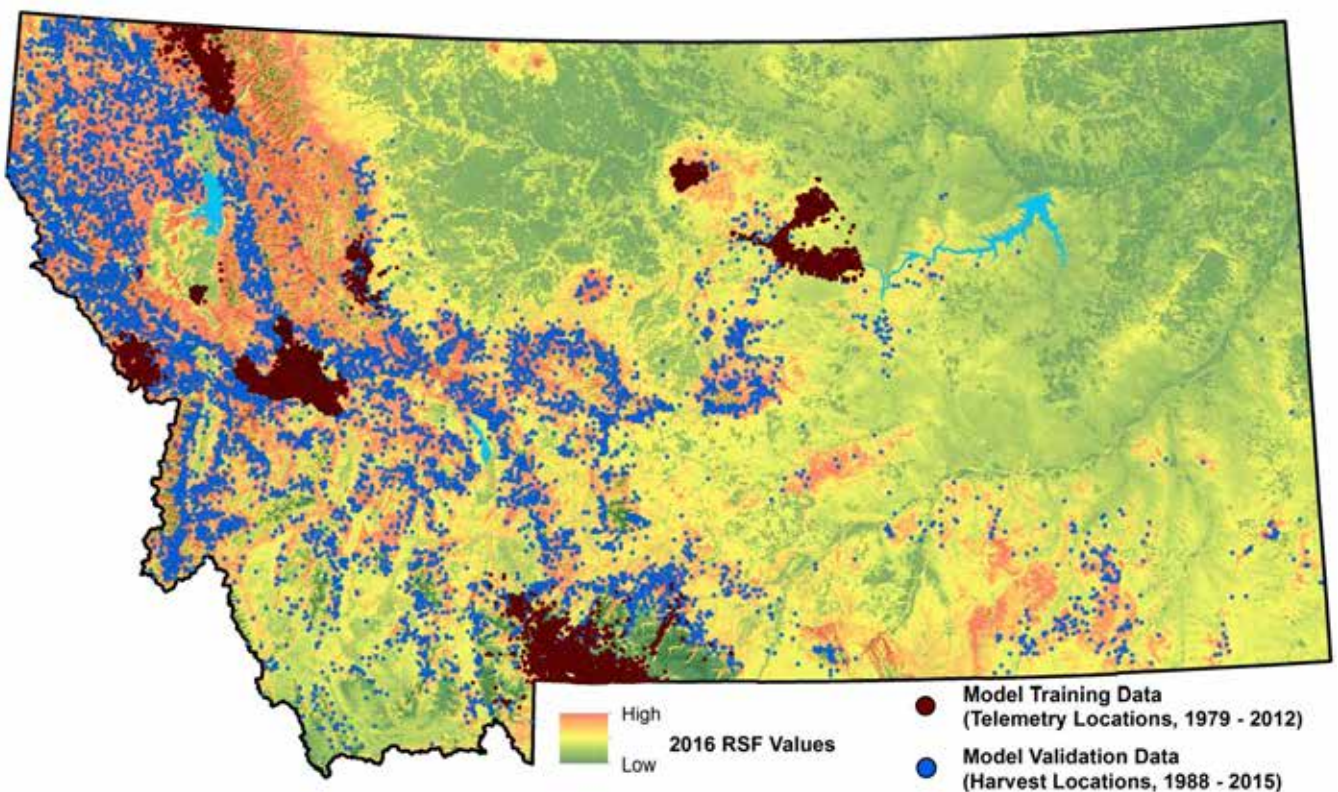 High
Low
2016 RSF Values
Model Training Data
(Telemetry Locations, 1979 - 2012)
Model Validation Data
(Harvest Locations, 1988 - 2015)